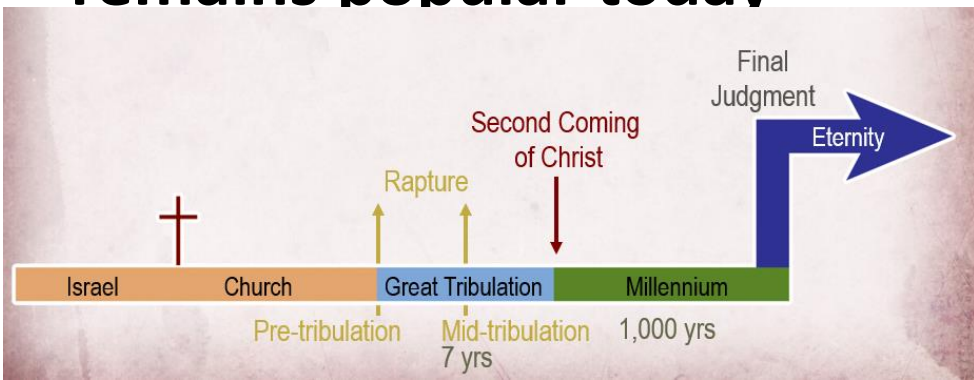 remains popular today
Final
Judgment
Eternity
Second Coming
of Christ
Rapture
Israel
Church
Great Tribulation
Millennium
Pre-tribulation
Mid-tribulation
1,000 yrs
7 yrs